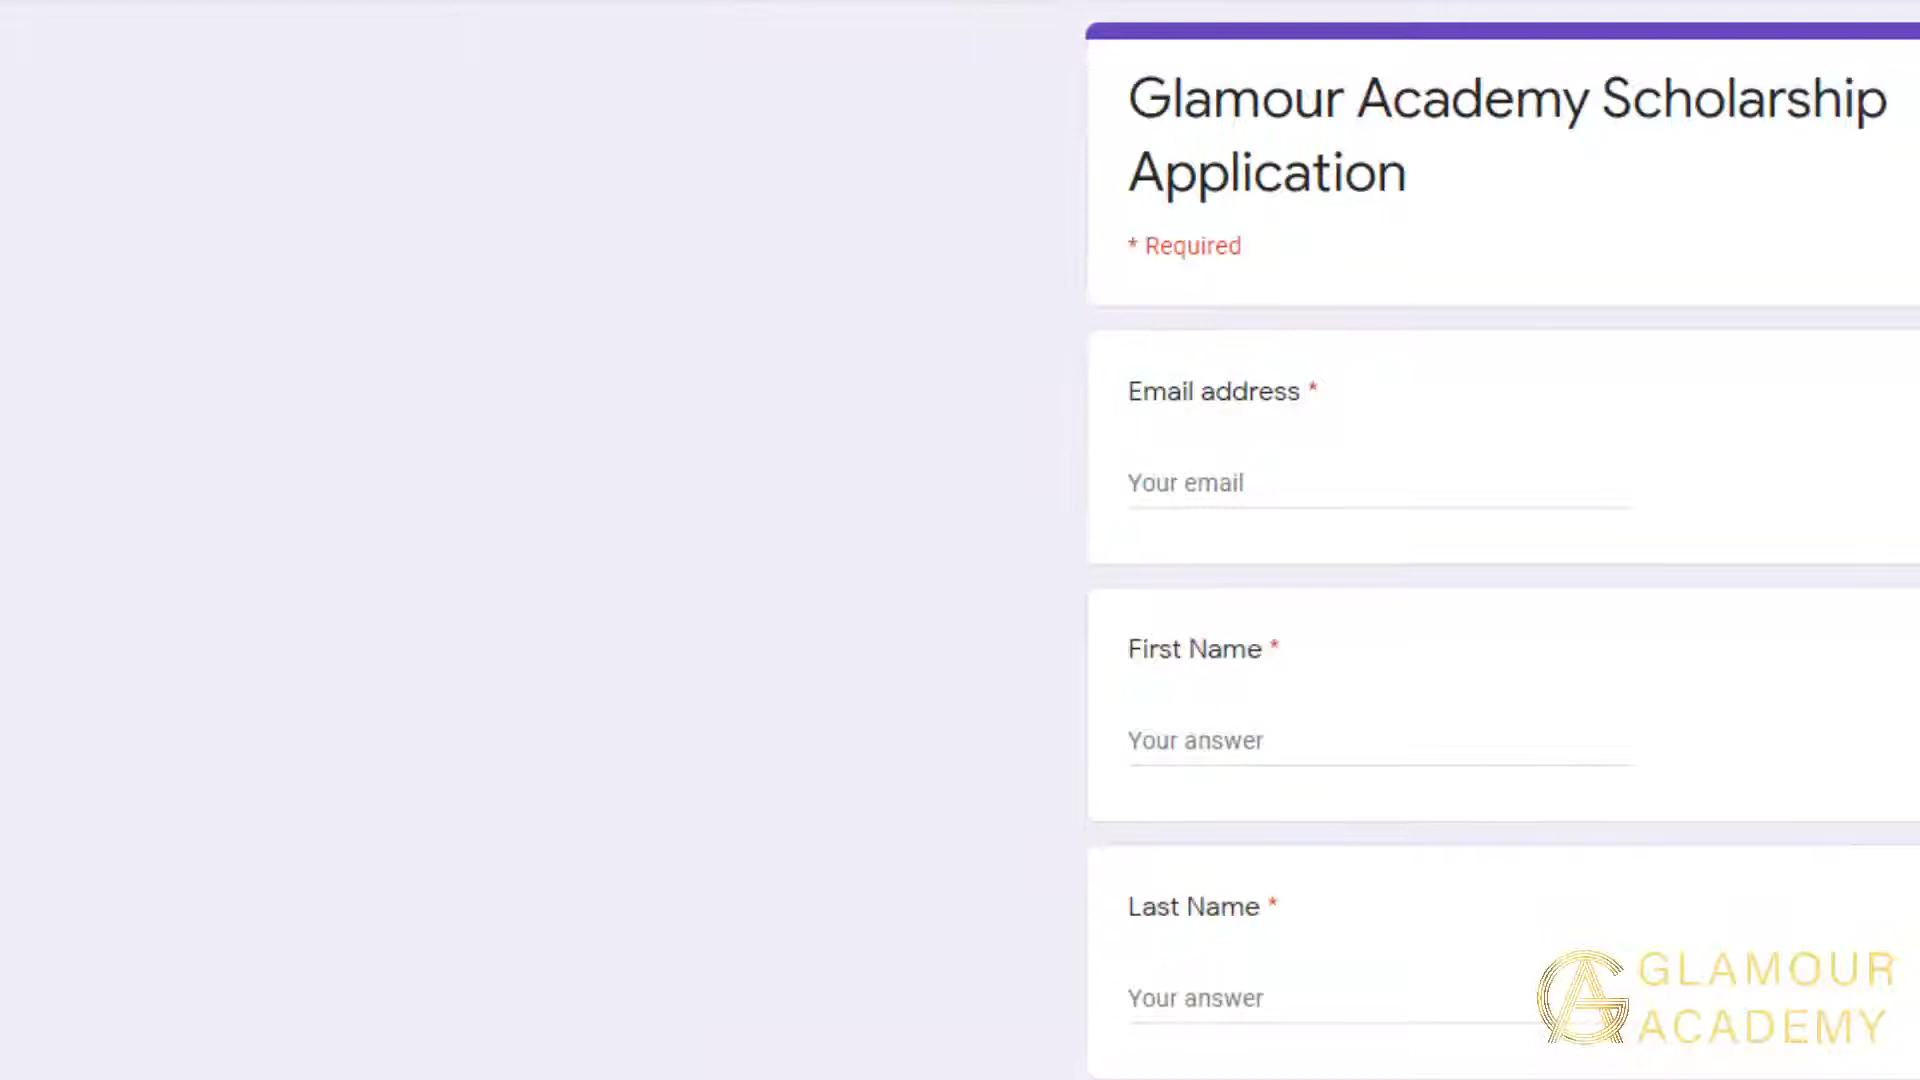 Glamour Academy Scholarship
Application
* Required
Email address *
Your email
First Name *
Your answer
Last Name *
Your answer
GLAMOUR
ACADEMY